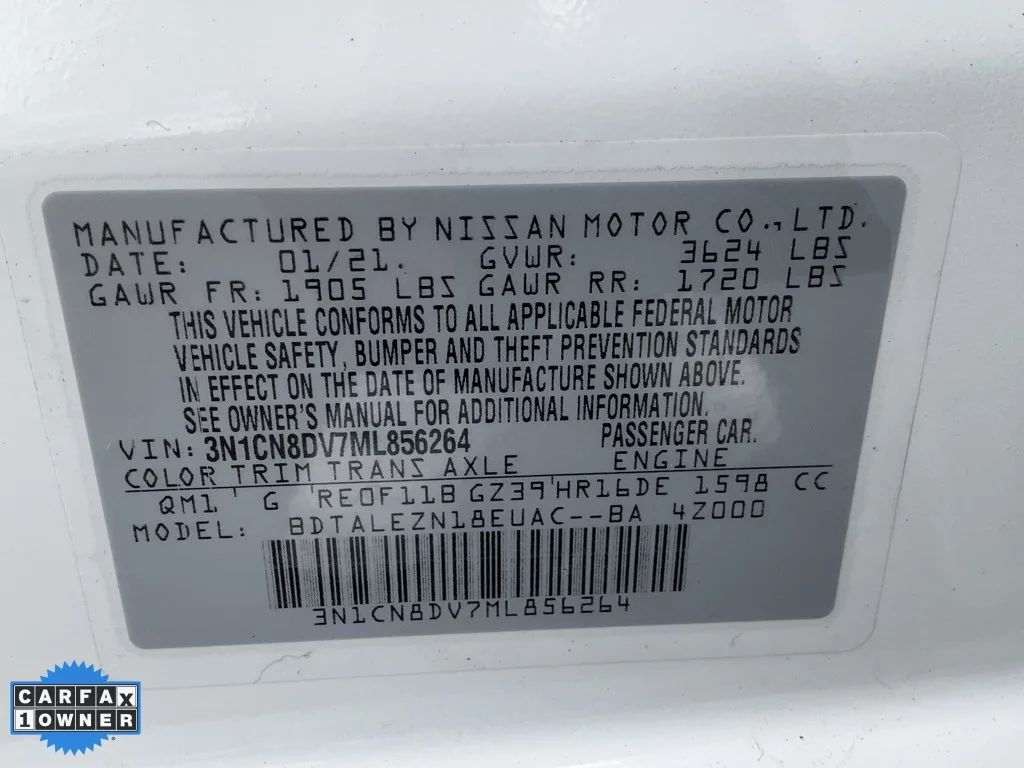 MANUFACTURED BY NISSAN MOTOR CO., LTD.
DATE: 01/21. GVWR: 3624 LBS
GAWR FR: 1905 LBS GAWR RR: 1720 LBS
THIS VEHICLE CONFORMS TO ALL APPLICABLE FEDERAL MOTOR
VEHICLE SAFETY, BUMPER AND THEFT PREVENTION STANDARDS
IN EFFECT ON THE DATE OF MANUFACTURE SHOWN ABOVE.
SEE OWNER'S MANUAL FOR ADDITIONAL INFORMATION.
VIN: 3N1CN8DV7ML856264 PASSENGER CAR.
COLOR TRIM TRANS AXLE ENGINE
QM1 G RE0F11B GZ39 HR16DE 1598 CC
MODEL: BDTALEZN18EUAC--BA 4Z000
3N1CN8DV7ML856264
CARFAX
1 OWNER